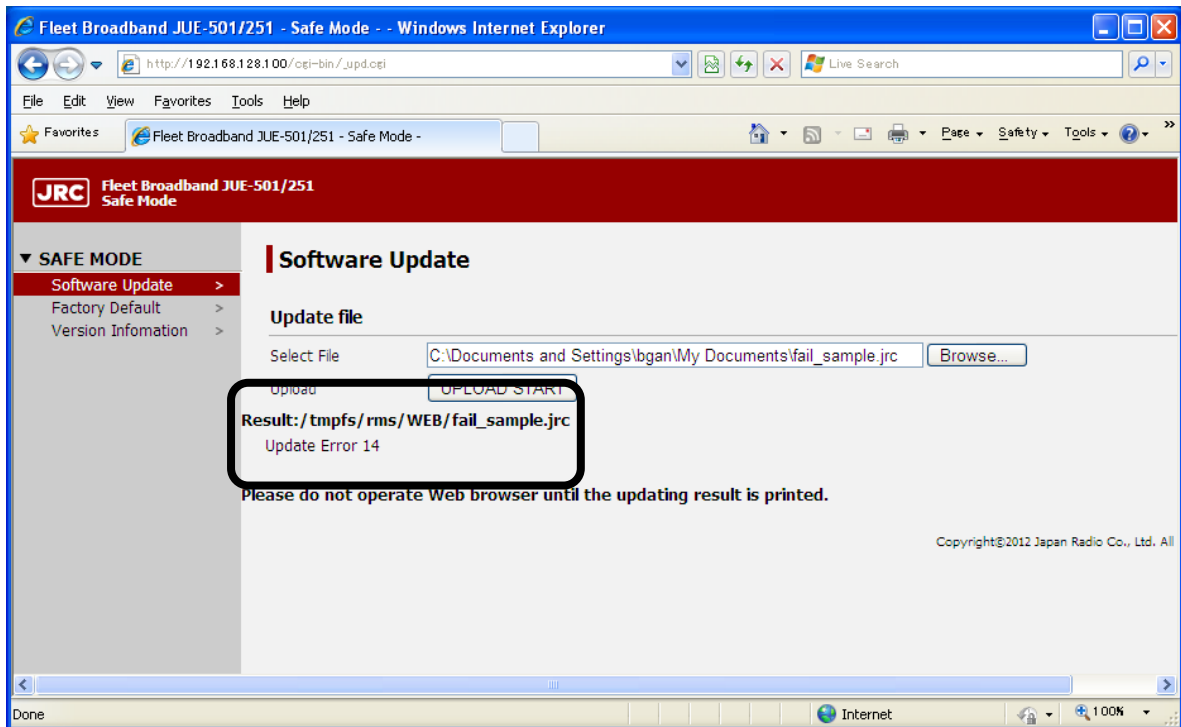 Fleet Broadband JUE-501/251 - Safe Mode - - Windows Internet Explorer
http://192.168.128.100/cgi-bin/_upd.cgi
Live Search
File Edit View Favorites Tools Help
Favorites
Fleet Broadband JUE-501/251 - Safe Mode -
Page Safety Tools
JRC
Fleet Broadband JUE-501/251
Safe Mode
▼ SAFE MODE
Software Update >
Factory Default >
Version Infomation >
Software Update
Update file
Select File C:\Documents and Settings\bgan\My Documents\fail_sample.jrc Browse...
Upload UPLOAD START
Result:/tmpfs/rms/WEB/fail_sample.jrc
Update Error 14
Please do not operate Web browser until the updating result is printed.
Copyright©2012 Japan Radio Co., Ltd. All
Done Internet 100%